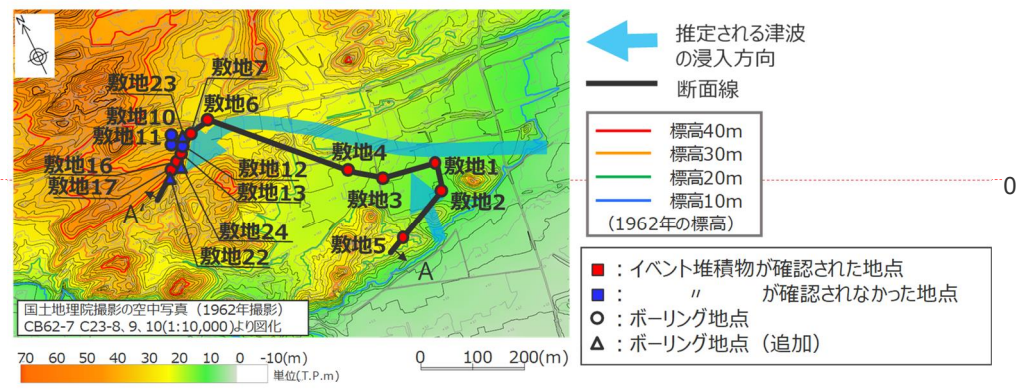 N
敷地7
敷地23
敷地6
敷地10
敷地11
敷地4
敷地1
敷地16
敷地12
敷地17
敷地13
敷地3
敷地2
A'
敷地24
敷地5
敷地22
A
国土地理院撮影の空中写真（1962年撮影）
CB62-7 C23-8、9、10(1:10,000)より図化
70 60 50 40 30 20 10 0 -10(m)
単位(.T.P.m)
0 100 200(m)
推定される津波
の浸入方向
断面線
標高40m
標高30m
標高20m
標高10m
(1962年の標高)
0
：イベント堆積物が確認された地点
： 〃 が確認されなかった地点
：ボーリング地点
：ボーリング地点（追加）